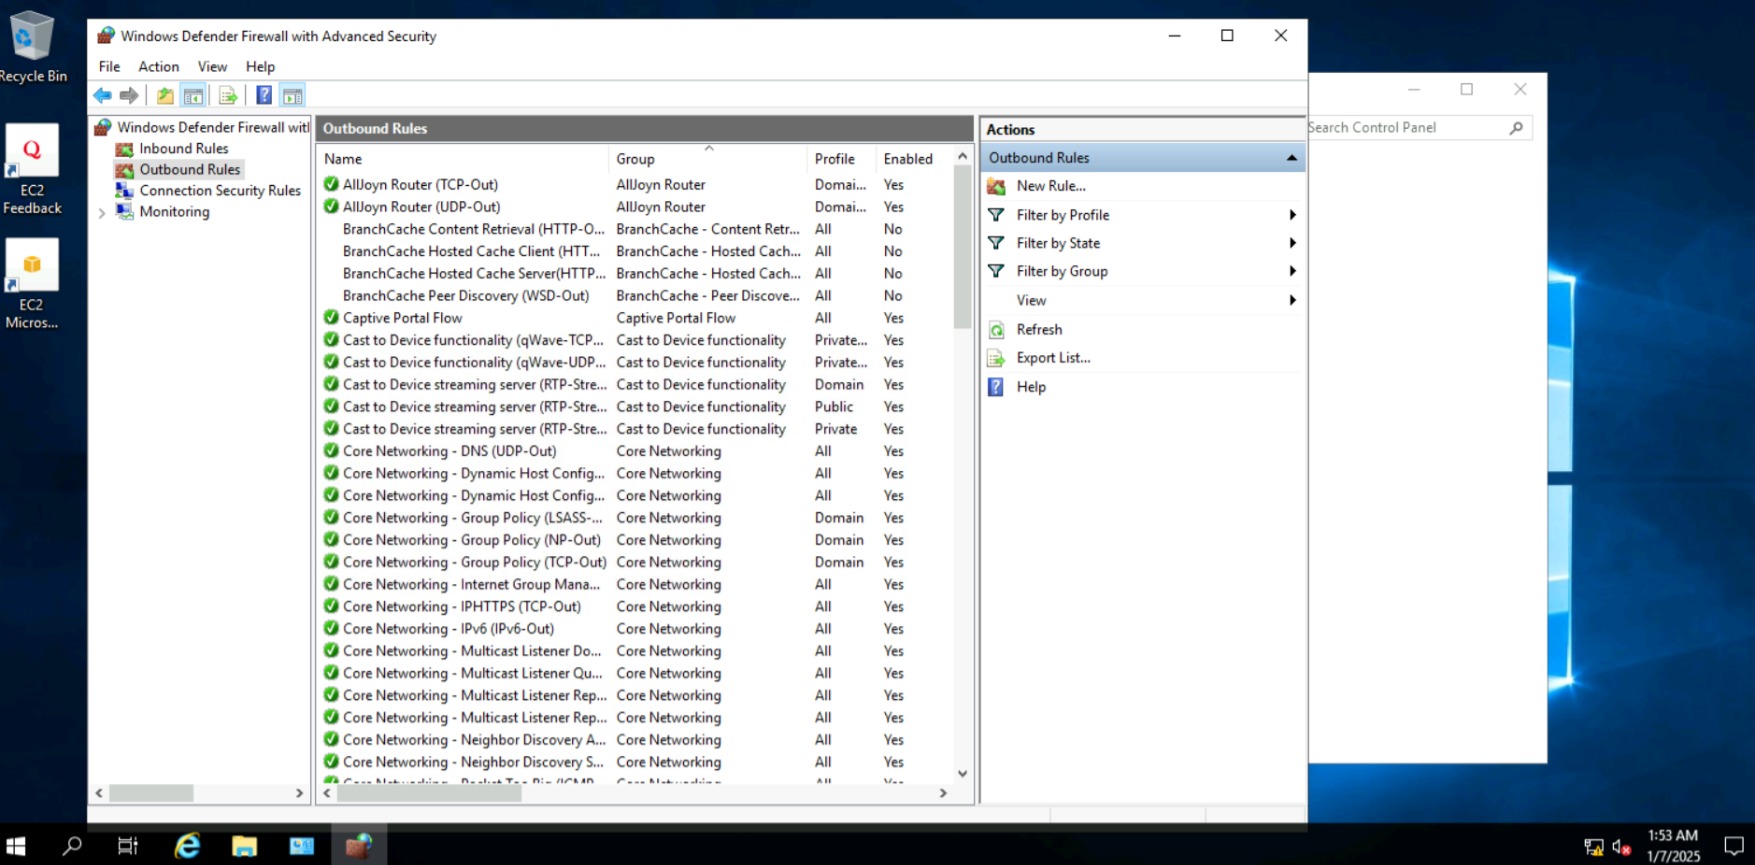 Recycle Bin
EC2
Feedback
EC2
Micros...
Windows Defender Firewall with Advanced Security
File Action View Help
Windows Defender Firewall wit
Inbound Rules
Outbound Rules
Connection Security Rules
Monitoring
Outbound Rules
Name Group Profile Enabled
AllJoyn Router (TCP-Out) AllJoyn Router Domai... Yes
AllJoyn Router (UDP-Out) AllJoyn Router Domai... Yes
BranchCache Content Retrieval (HTTP-O... BranchCache - Content Retr... All No
BranchCache Hosted Cache Client (HTT... BranchCache - Hosted Cach... All No
BranchCache Hosted Cache Server(HTTP... BranchCache - Hosted Cach... All No
BranchCache Peer Discovery (WSD-Out) BranchCache - Peer Discove... All No
Captive Portal Flow Captive Portal Flow All Yes
Cast to Device functionality (qWave-TCP... Cast to Device functionality Private... Yes
Cast to Device functionality (qWave-UDP... Cast to Device functionality Private... Yes
Cast to Device streaming server (RTP-Stre... Cast to Device functionality Domain Yes
Cast to Device streaming server (RTP-Stre... Cast to Device functionality Public Yes
Cast to Device streaming server (RTP-Stre... Cast to Device functionality Private Yes
Core Networking - DNS (UDP-Out) Core Networking All Yes
Core Networking - Dynamic Host Config... Core Networking All Yes
Core Networking - Dynamic Host Config... Core Networking All Yes
Core Networking - Group Policy (LSASS-... Core Networking Domain Yes
Core Networking - Group Policy (NP-Out) Core Networking Domain Yes
Core Networking - Group Policy (TCP-Out) Core Networking Domain Yes
Core Networking - Internet Group Mana... Core Networking All Yes
Core Networking - IPHTTPS (TCP-Out) Core Networking All Yes
Core Networking - IPv6 (IPv6-Out) Core Networking All Yes
Core Networking - Multicast Listener Do... Core Networking All Yes
Core Networking - Multicast Listener Qu... Core Networking All Yes
Core Networking - Multicast Listener Rep... Core Networking All Yes
Core Networking - Multicast Listener Rep... Core Networking All Yes
Core Networking - Neighbor Discovery A... Core Networking All Yes
Core Networking - Neighbor Discovery S... Core Networking All Yes
Actions
Outbound Rules
New Rule...
Filter by Profile
Filter by State
Filter by Group
View
Refresh
Export List...
Help
Search Control Panel
1:53 AM
1/7/2025